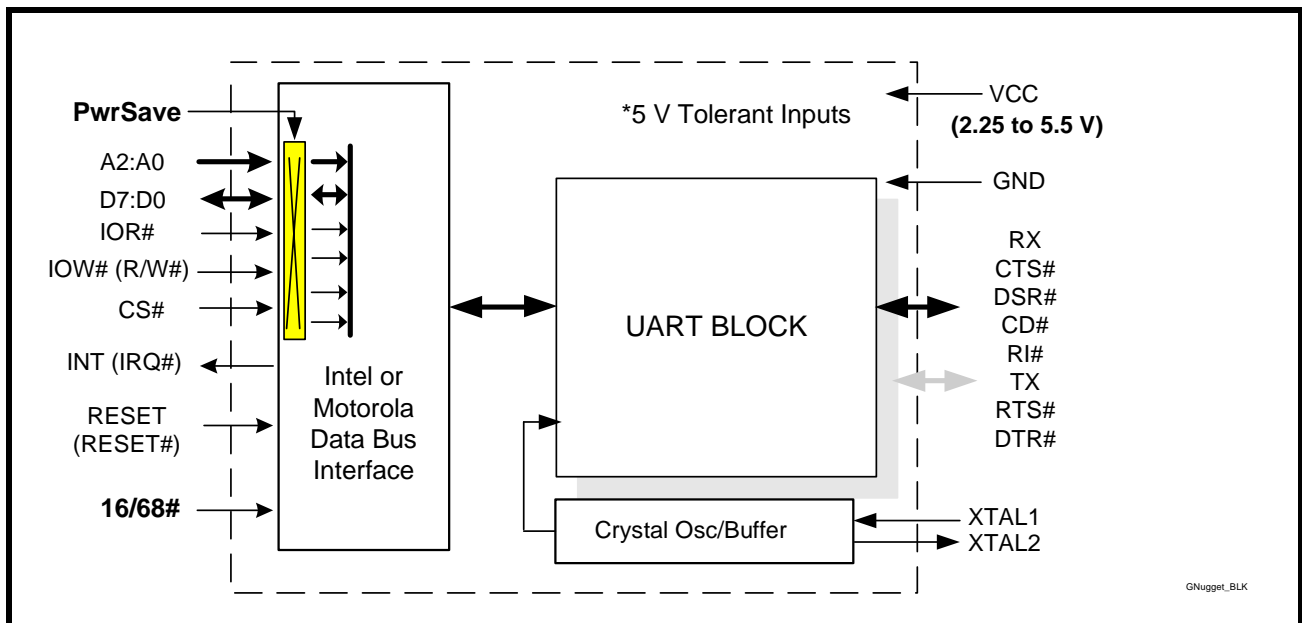 PwrSave
A2:A0
D7:D0
IOR#
IOW# (R/W#)
CS#
INT (IRQ#)
RESET
(RESET#)
16/68#
Intel or
Motorola
Data Bus
Interface
*5 V Tolerant Inputs
UART BLOCK
Crystal Osc/Buffer
VCC
(2.25 to 5.5 V)
GND
RX
CTS#
DSR#
CD#
RI#
TX
RTS#
DTR#
XTAL1
XTAL2
GNugget_BLK